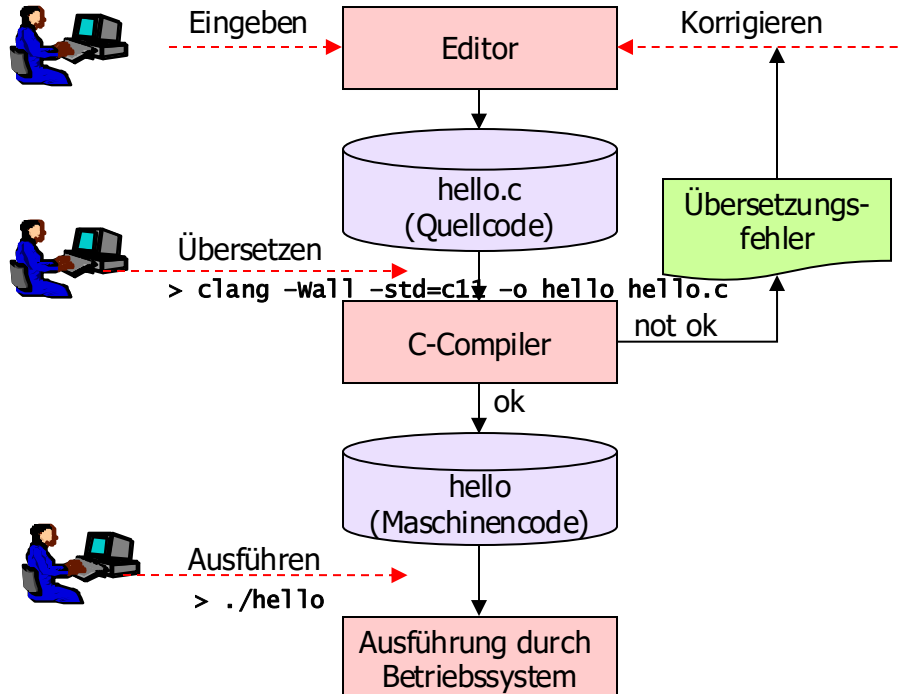 Eingeben
Editor
Korrigieren
hello.c
(Quellcode)
Übersetzungs-
fehler
Übersetzen
> clang –Wall –std=c11 –o hello hello.c
C-Compiler
not ok
ok
hello
(Maschinencode)
Ausführen
> ./hello
Ausführung durch
Betriebssystem